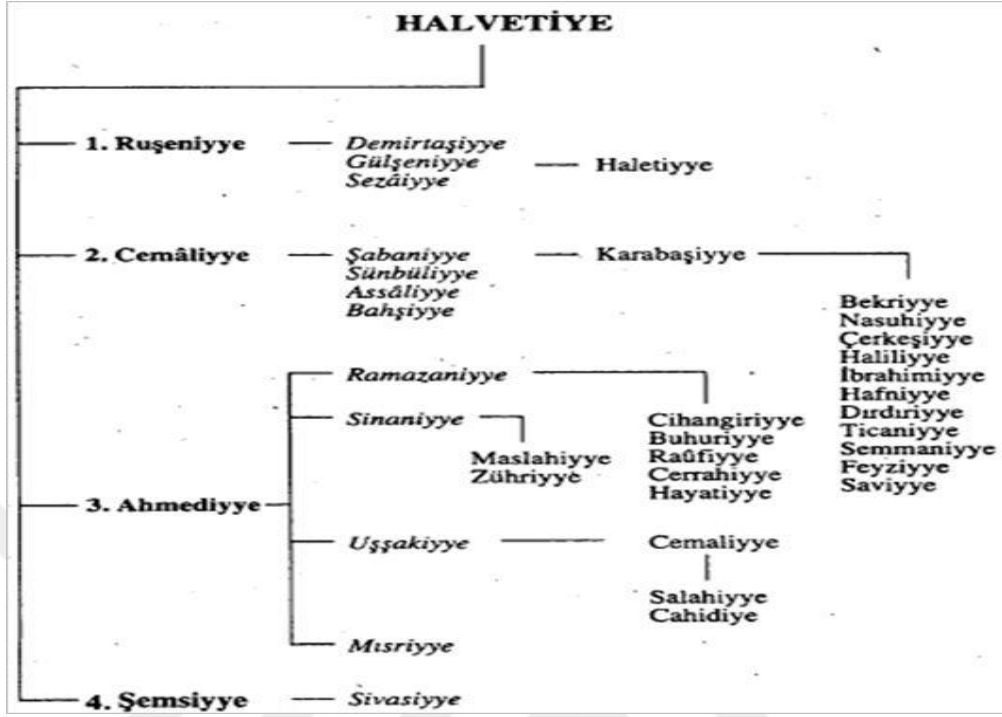 HALVETİYE
1. Ruşeniyye
Demirtaşiyye
Gülşeniyye
Sezâiyye
Haletiyye
2. Cemâliyye
Şabaniyye
Sünbüliyye
Assâliyye
Bahşiyye
Karabaşiyye
Bekriyye
Nasuhiyye
Çerkeşiyye
Haliliyye
İbrahimiyye
Hafniyye
Dırdıriyye
Ticaniyye
Semmaniyye
Feyziyye
Saviyye
3. Ahmediyye
Ramazaniyye
Cihangiriyye
Buhuriyye
Raûfiyye
Cerrahiyye
Hayatiyye
Sinaniyye
Maslahiyye
Zühriyye
Uşşakiyye
Cemaliyye
Salahiyye
Cahidiye
Mısriyye
4. Şemsiyye
Sivasiyye